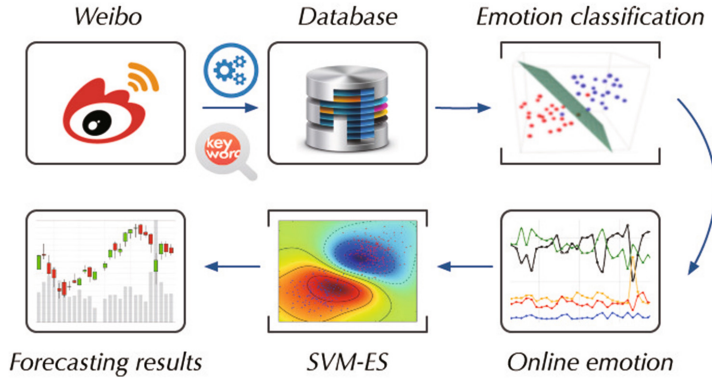 Weibo
Database
Emotion classification
key
word
Forecasting results
SVM-ES
Online emotion